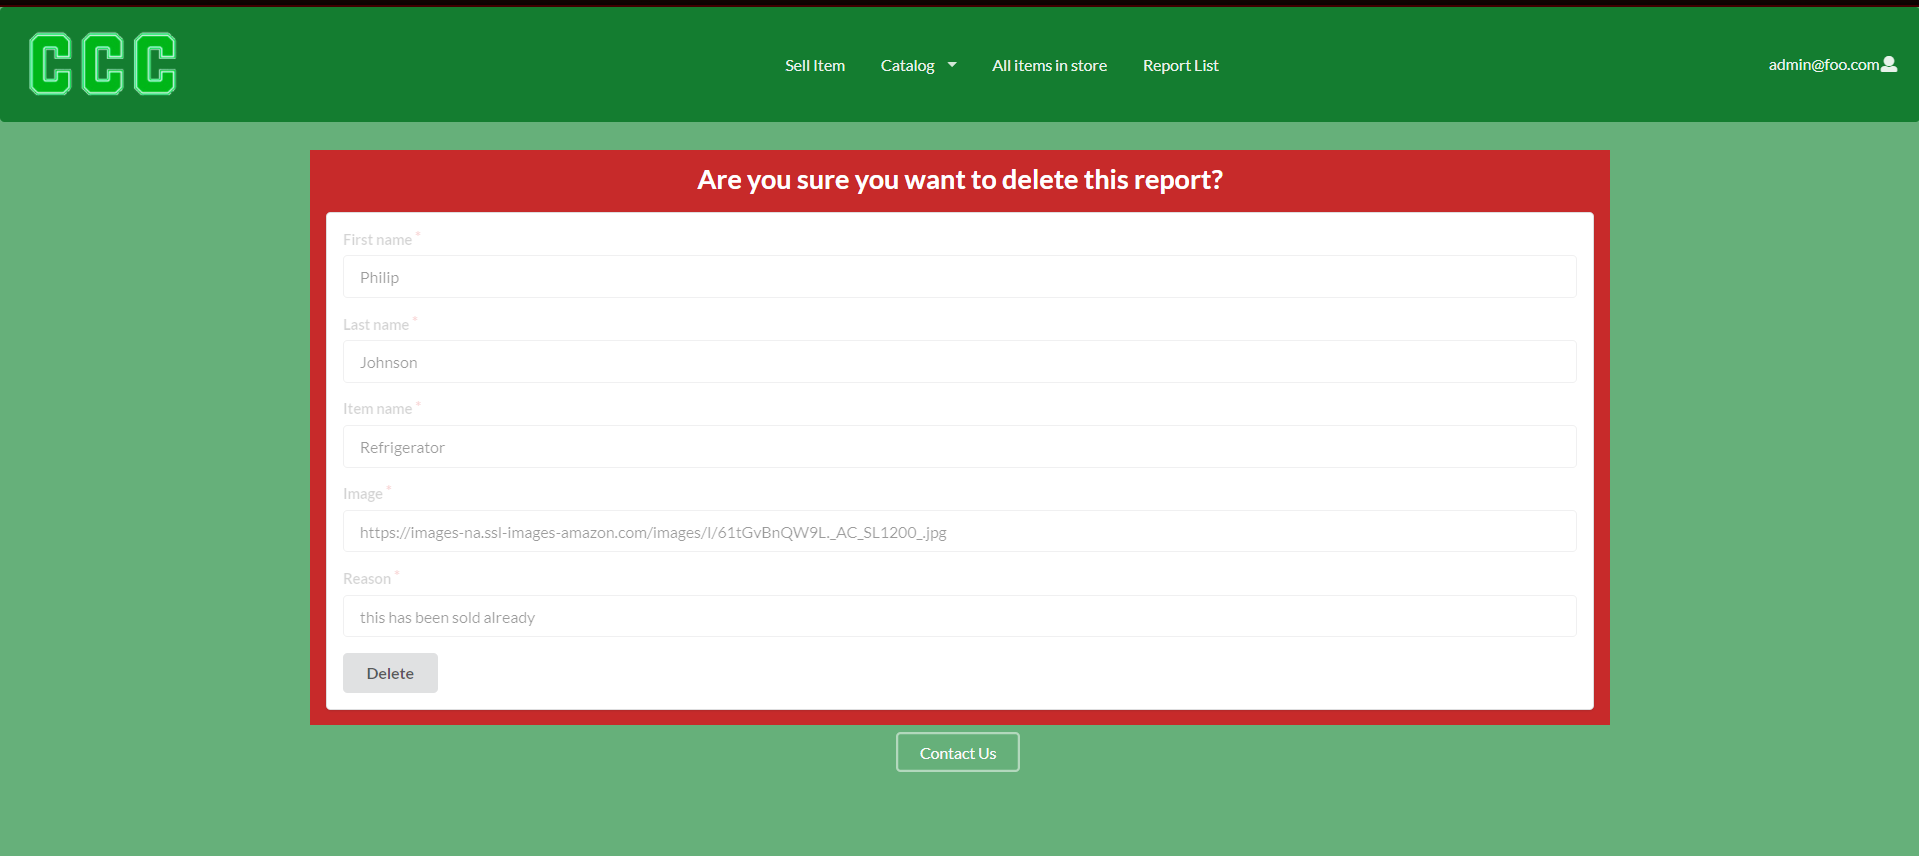 CCC
Sell Item Catalog All items in store Report List admin@foo.com
Are you sure you want to delete this report?
First name *
Philip
Last name *
Johnson
Item name *
Refrigerator
Image *
https://images-na.ssl-images-amazon.com/images/I/61tGvBnQW9L._AC_SL1200_.jpg
Reason *
this has been sold already
Delete
Contact Us